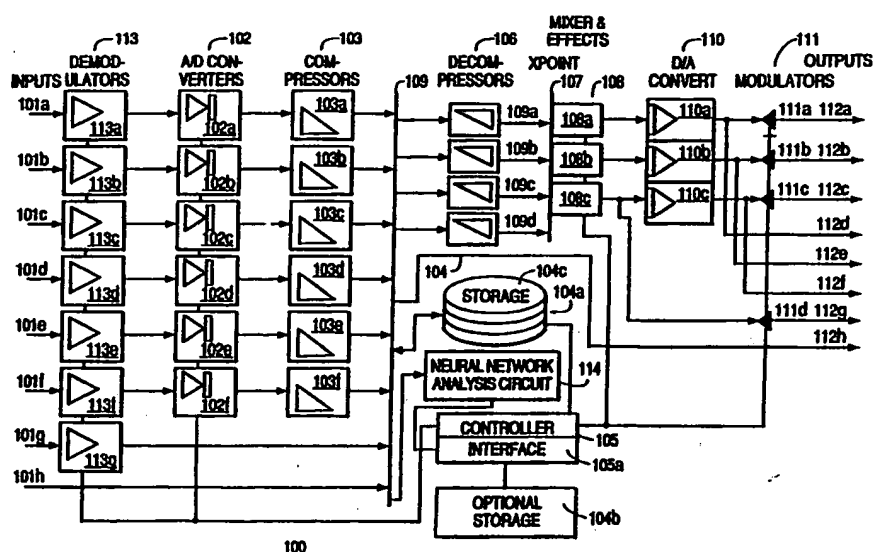 113
102
103
106
MIXER & EFFECTS
110
111
INPUTS
DEMOD-
ULATORS
A/D CON-
VERTERS
COM-
PRESSORS
109
DECOM-
PRESSORS
XPOINT
107
108
D/A
CONVERT
MODULATORS
OUTPUTS
101a
113a
102a
103a
109a
108a
110a
111a
112a
101b
113b
102b
103b
109b
108b
110b
111b
112b
101c
113c
102c
103c
109c
108c
110c
111c
112c
109d
112d
101d
113d
102d
103d
104
104c
112e
STORAGE
104a
112f
101e
113e
102e
103e
111d
112g
112h
101f
113f
102f
103f
NEURAL NETWORK
ANALYSIS CIRCUIT
114
101g
113g
CONTROLLER
105
INTERFACE
105a
101h
OPTIONAL
STORAGE
104b
100